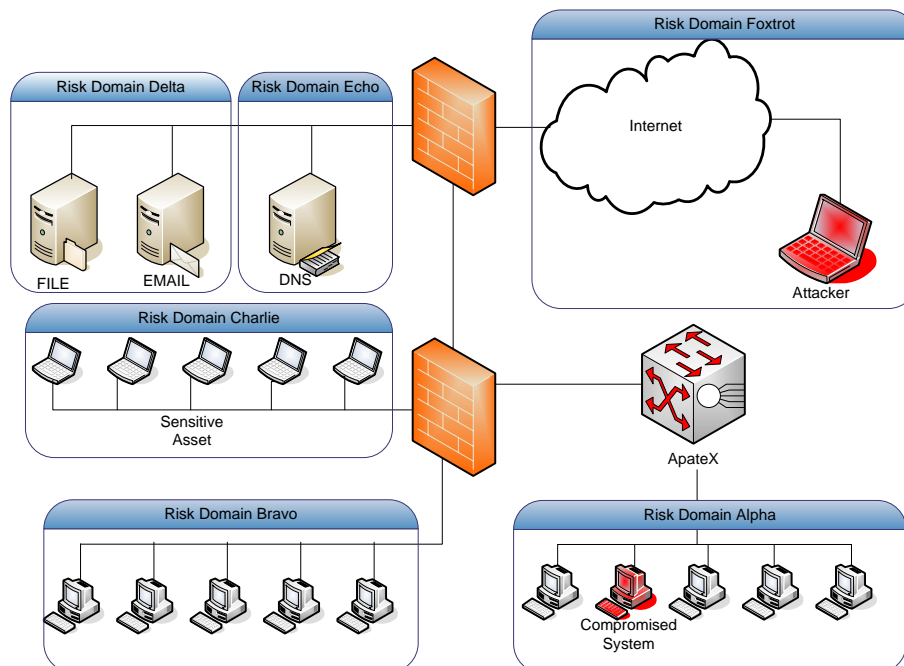 Risk Domain Foxtrot
Risk Domain Delta
Risk Domain Echo
Internet
FILE
EMAIL
DNS
Attacker
Risk Domain Charlie
Sensitive
Asset
ApateX
Risk Domain Bravo
Risk Domain Alpha
Compromised
System